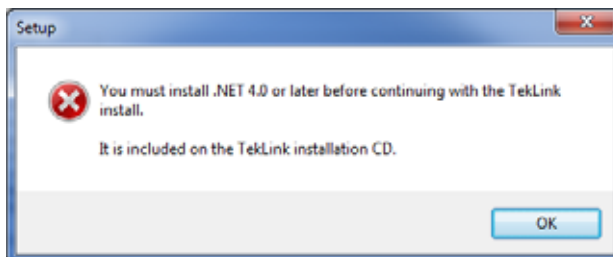 Setup
You must install .NET 4.0 or later before continuing with the TekLink
install.
It is included on the TekLink installation CD.
OK